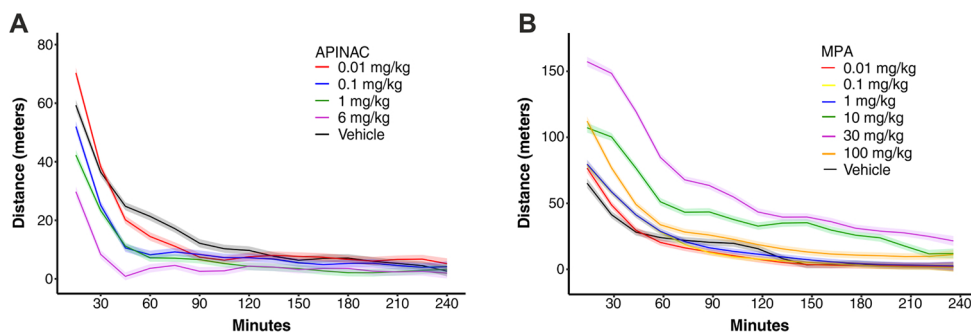 A
APINAC
0.01 mg/kg
0.1 mg/kg
1 mg/kg
6 mg/kg
Vehicle
Distance (meters)
80
60
40
20
0
30 60 90 120 150 180 210 240
Minutes
B
MPA
0.01 mg/kg
0.1 mg/kg
1 mg/kg
10 mg/kg
30 mg/kg
100 mg/kg
Vehicle
Distance (meters)
150
100
50
0
30 60 90 120 150 180 210 240
Minutes